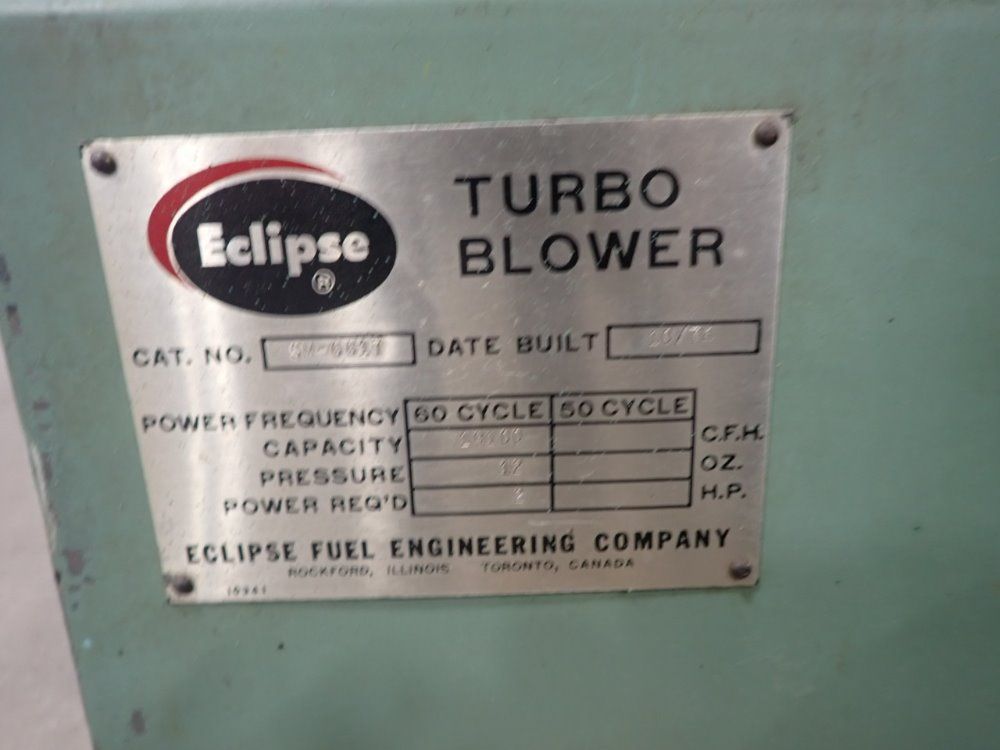 Eclipse
®
TURBO
BLOWER
CAT. NO. DATE BUILT
POWER FREQUENCY 60 CYCLE 50 CYCLE
CAPACITY C.F.H.
PRESSURE 12 OZ.
POWER REQ'D H.P.
ECLIPSE FUEL ENGINEERING COMPANY
ROCKFORD, ILLINOIS TORONTO, CANADA